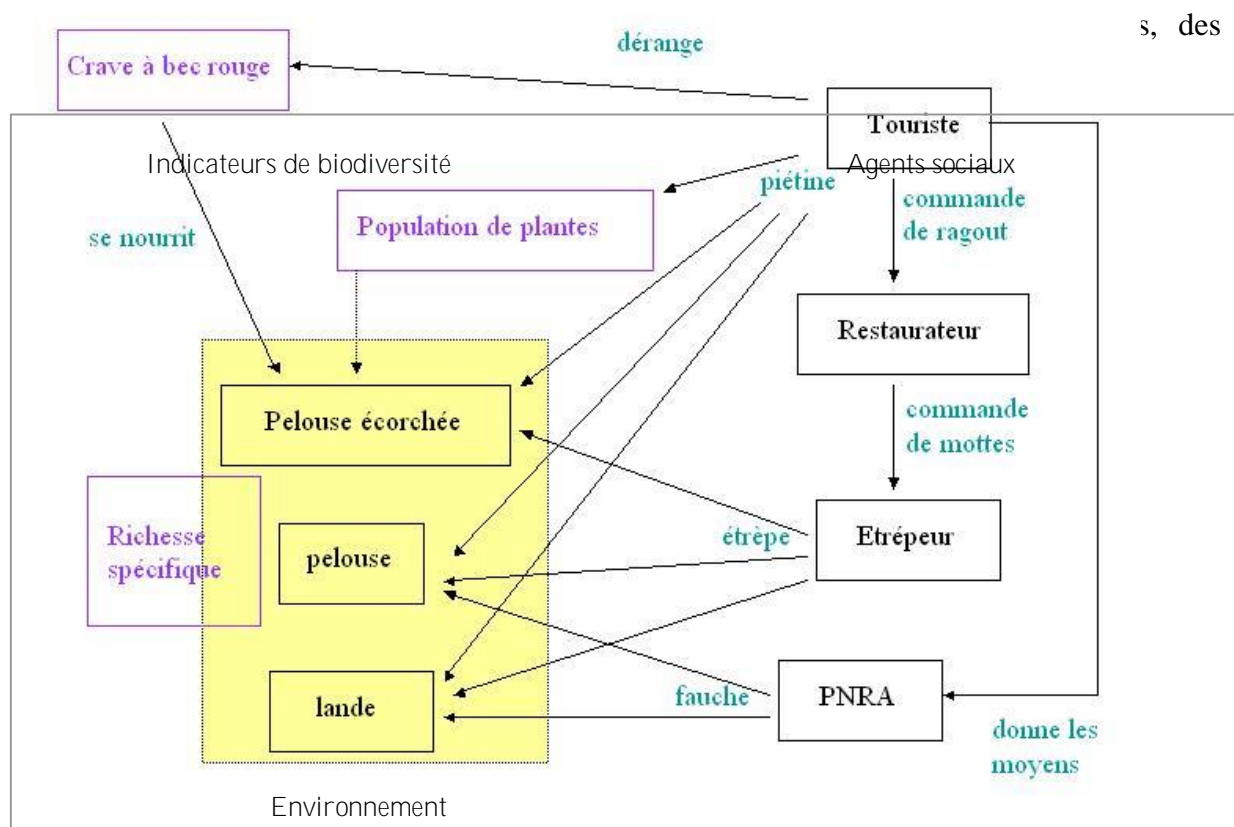 s, des
dérange
Crave à bec rouge
Touriste
Indicateurs de biodiversité
Agents sociaux
piétine
commande
de ragout
se nourrit
Population de plantes
Restaurateur
Pelouse écorchée
commande
de mottes
Richesse
spécifique
pelouse
étrèpe
Etrépeur
lande
fauche
PNRA
donne les
moyens
Environnement